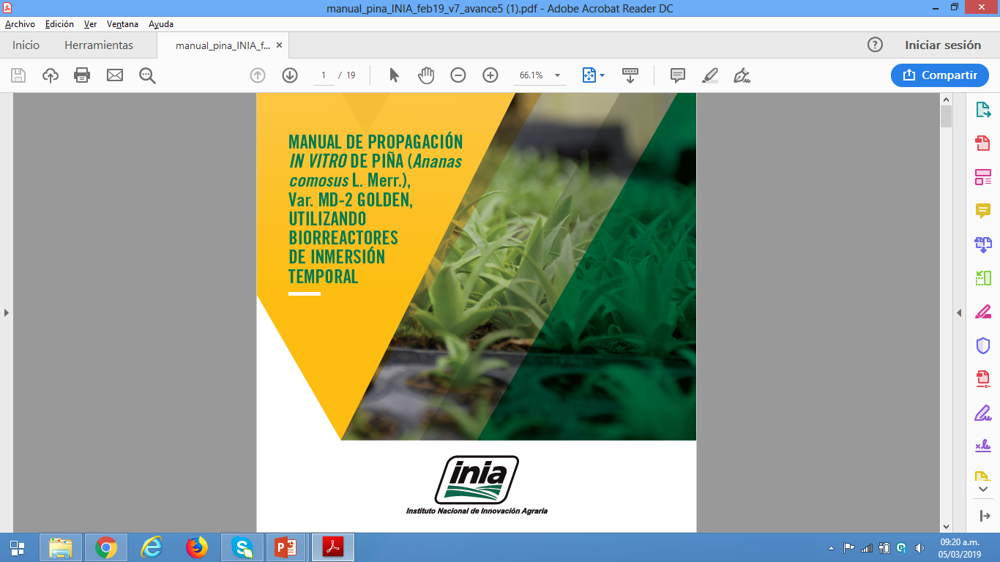 manual_pina_INIA_feb19_v7_avance5 (1).pdf - Adobe Acrobat Reader DC
Archivo Edición Ver Ventana Ayuda
Inicio Herramientas manual_pina_INIA_f... × Iniciar sesión
1 / 19 66.1% Compartir
MANUAL DE PROPAGACIÓN
IN VITRO DE PIÑA (Ananas
comosus L. Merr.),
Var. MD-2 GOLDEN,
UTILIZANDO
BIORREACTORES
DE INMERSIÓN
TEMPORAL
inia
Instituto Nacional de Innovación Agraria
09:20 a.m.
05/03/2019